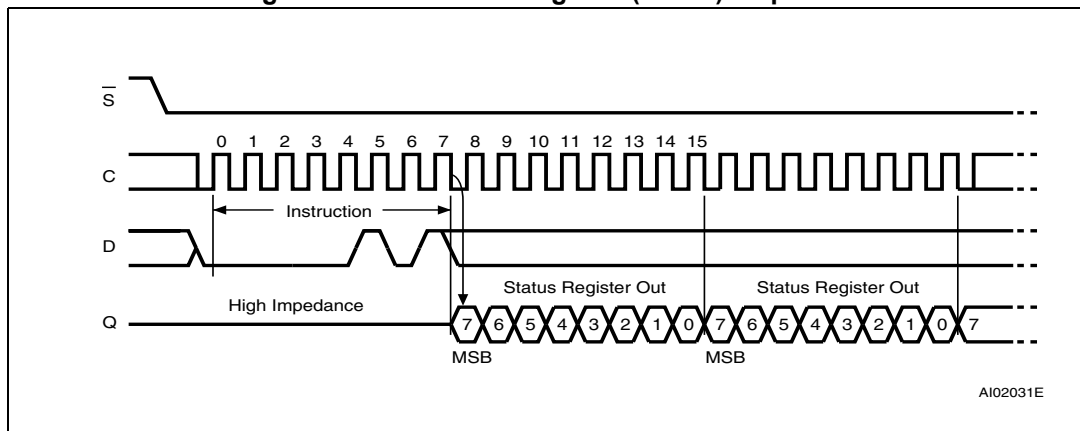 S
0 1 2 3 4 5 6 7 8 9 10 11 12 13 14 15
C
Instruction
D
Status Register Out Status Register Out
High Impedance
Q 7 6 5 4 3 2 1 0 7 6 5 4 3 2 1 0 7
MSB MSB
AI02031E